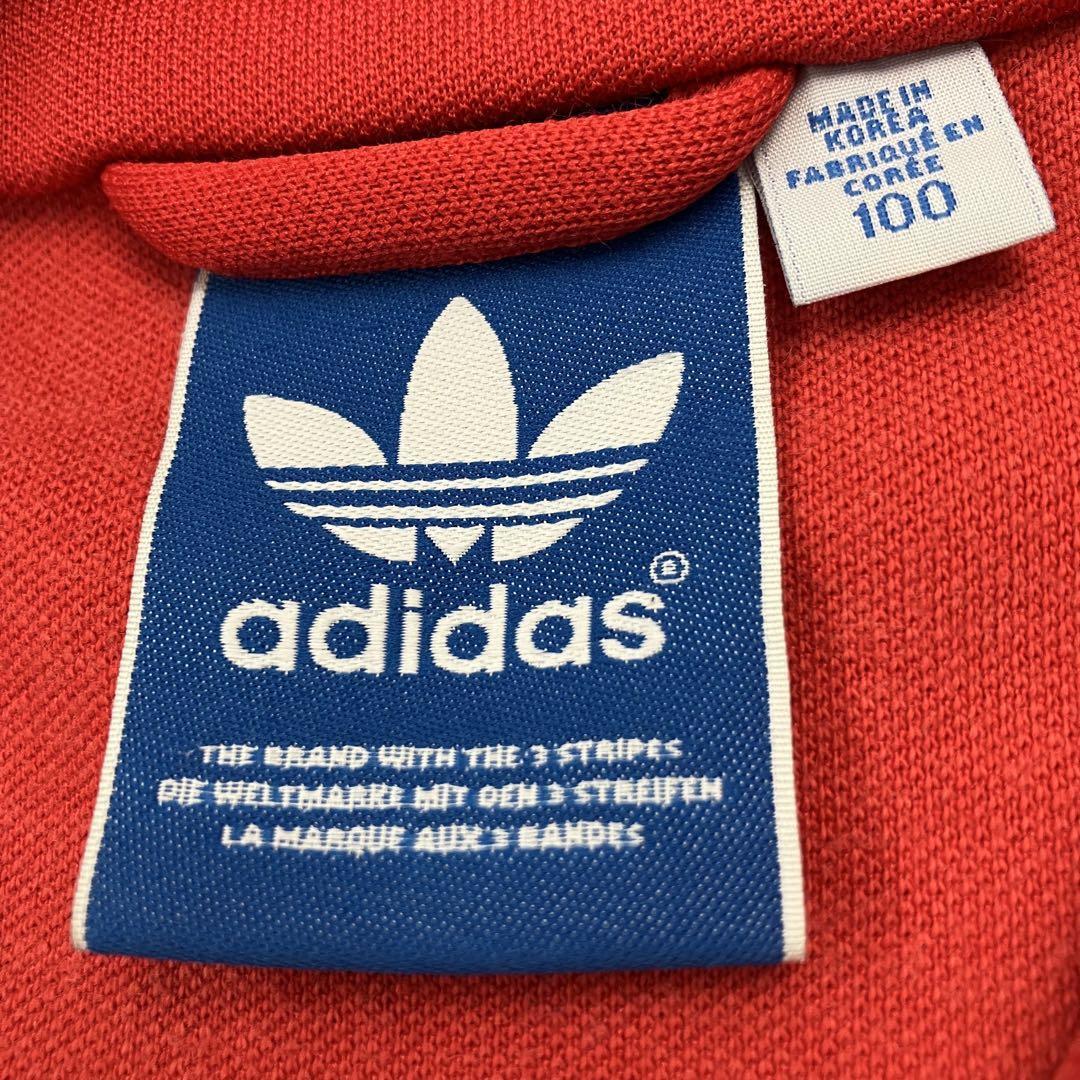 MADE IN
KOREA
FABRIQUÉ EN
CORÉE
100
adidas®
THE BRAND WITH THE 3 STRIPES
DIE WELTMARKE MIT DEN 3 STREIFEN
LA MARQUE AUX 3 BANDES